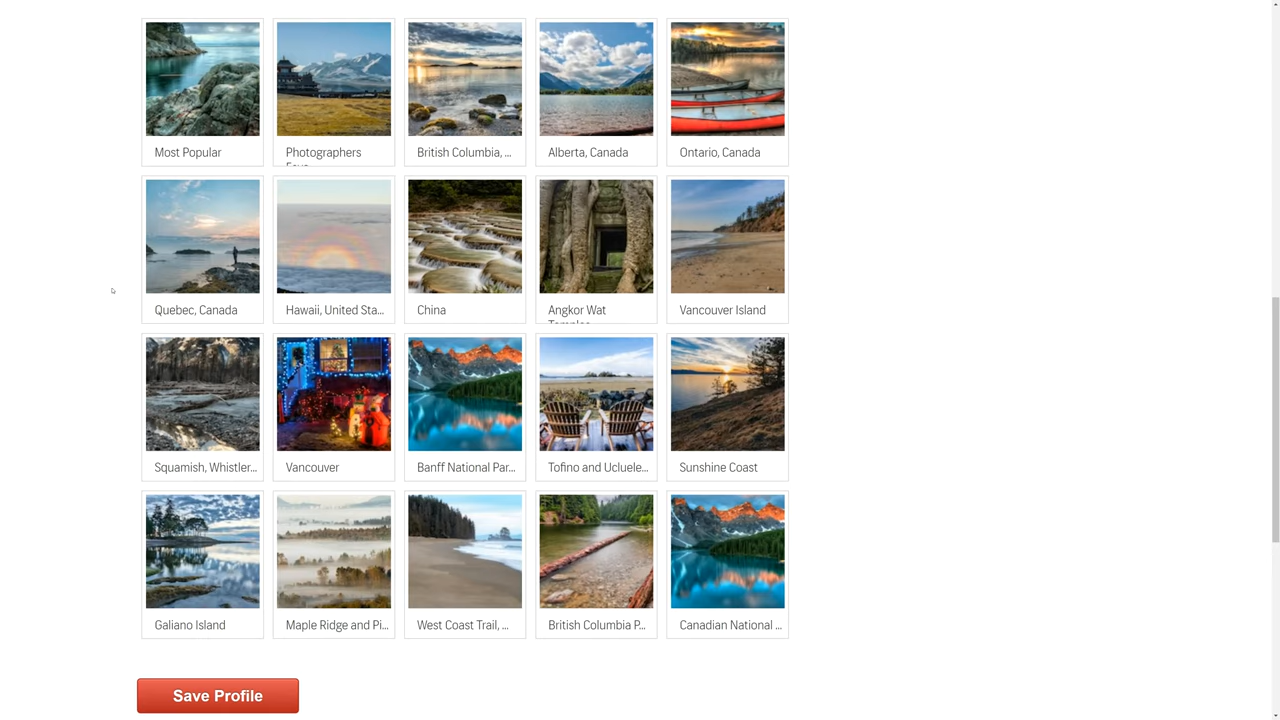 Most Popular
Photographers
British Columbia, ...
Alberta, Canada
Ontario, Canada
Quebec, Canada
Hawaii, United Sta...
China
Angkor Wat
Vancouver Island
Squamish, Whistler...
Vancouver
Banff National Par...
Tofino and Ucluele...
Sunshine Coast
Galiano Island
Maple Ridge and Pi...
West Coast Trail, ...
British Columbia P...
Canadian National ...
Save Profile